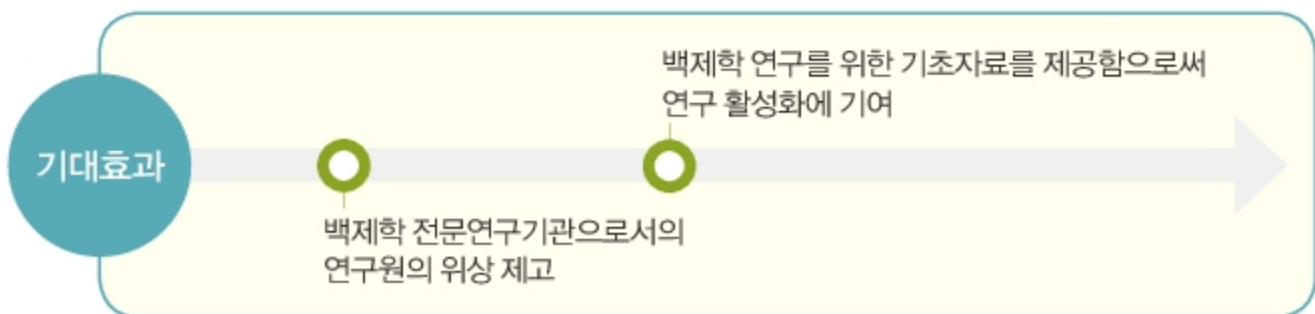 기대효과
백제학 전문연구기관으로서의
연구원의 위상 제고
백제학 연구를 위한 기초자료를 제공함으로써
연구 활성화에 기여